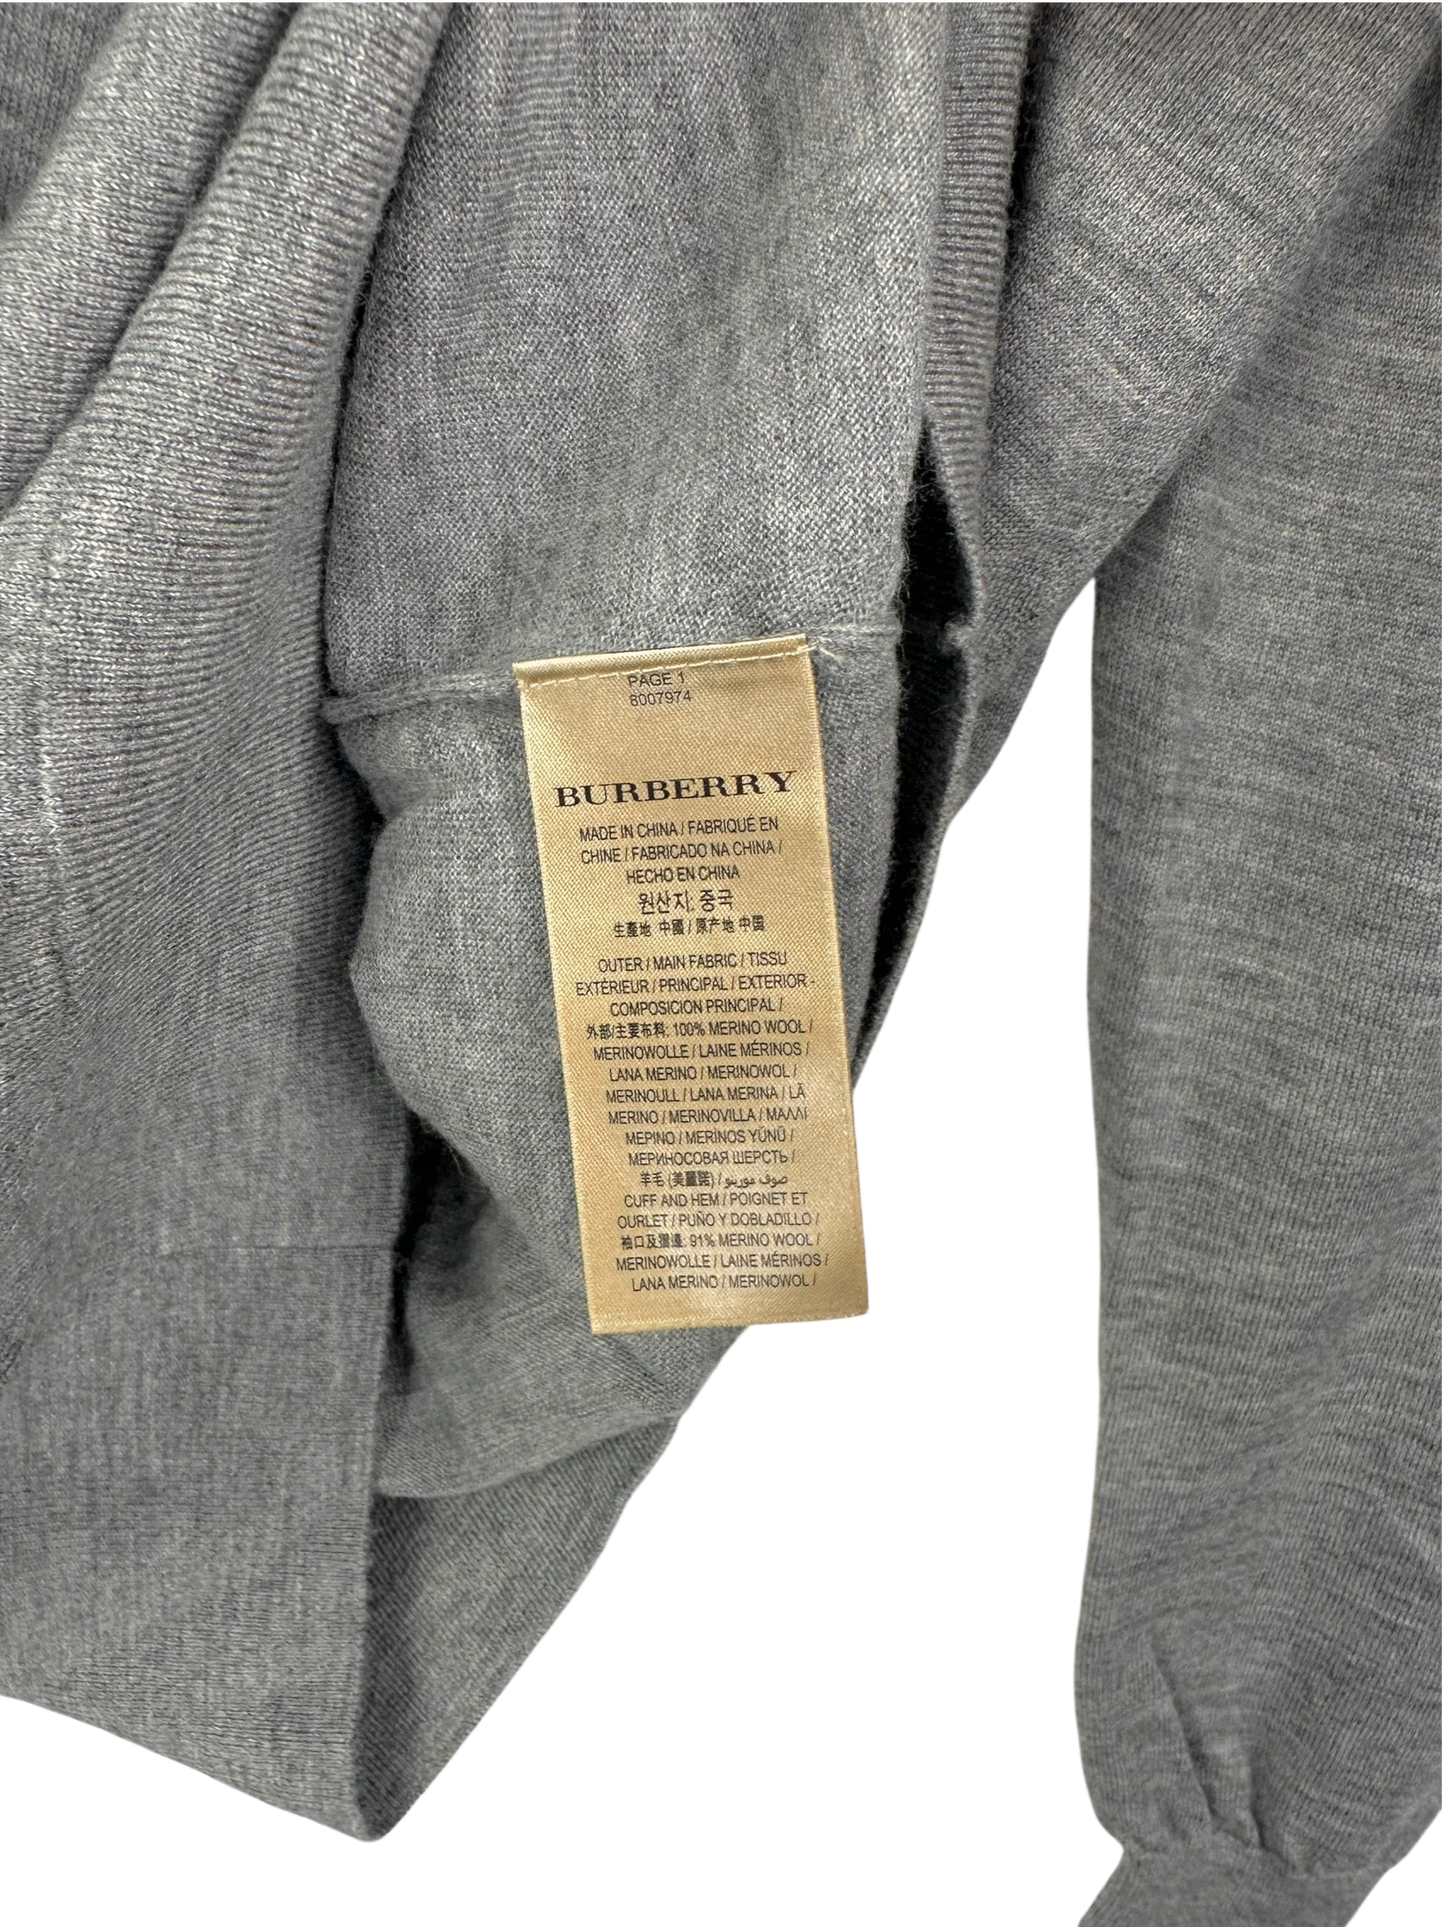 PAGE 1
8007974
BURBERRY
MADE IN CHINA / FABRIQUÉ EN
CHINE / FABRICADO NA CHINA /
HECHO EN CHINA
원산지: 중국
生產地 中國 / 原产地 中国
OUTER / MAIN FABRIC / TISSU
EXTÉRIEUR / PRINCIPAL / EXTERIOR -
COMPOSICION PRINCIPAL /
外部/主要布料: 100% MERINO WOOL /
MERINOWOLLE / LAINE MÉRINOS /
LANA MERINO / MERINOWOL /
MERINOULL / LANA MERINA / LÃ
MERINO / MERINOVILLA / ΜΑΛΛΙ
ΜΕΡΙΝΟ / MERİNOS YÜNÜ /
МЕРИНОСОВАЯ ШЕРСТЬ /
羊毛 (美麗諾) / صوف مورينو
CUFF AND HEM / POIGNET ET
OURLET / PUÑO Y DOBLADILLO /
袖口及摺邊: 91% MERINO WOOL /
MERINOWOLLE / LAINE MÉRINOS /
LANA MERINO / MERINOWOL /